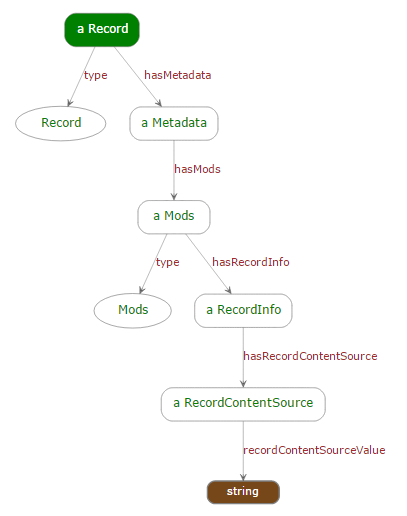 a Record
type
hasMetadata
Record
a Metadata
hasMods
a Mods
type
hasRecordInfo
Mods
a RecordInfo
hasRecordContentSource
a RecordContentSource
recordContentSourceValue
string